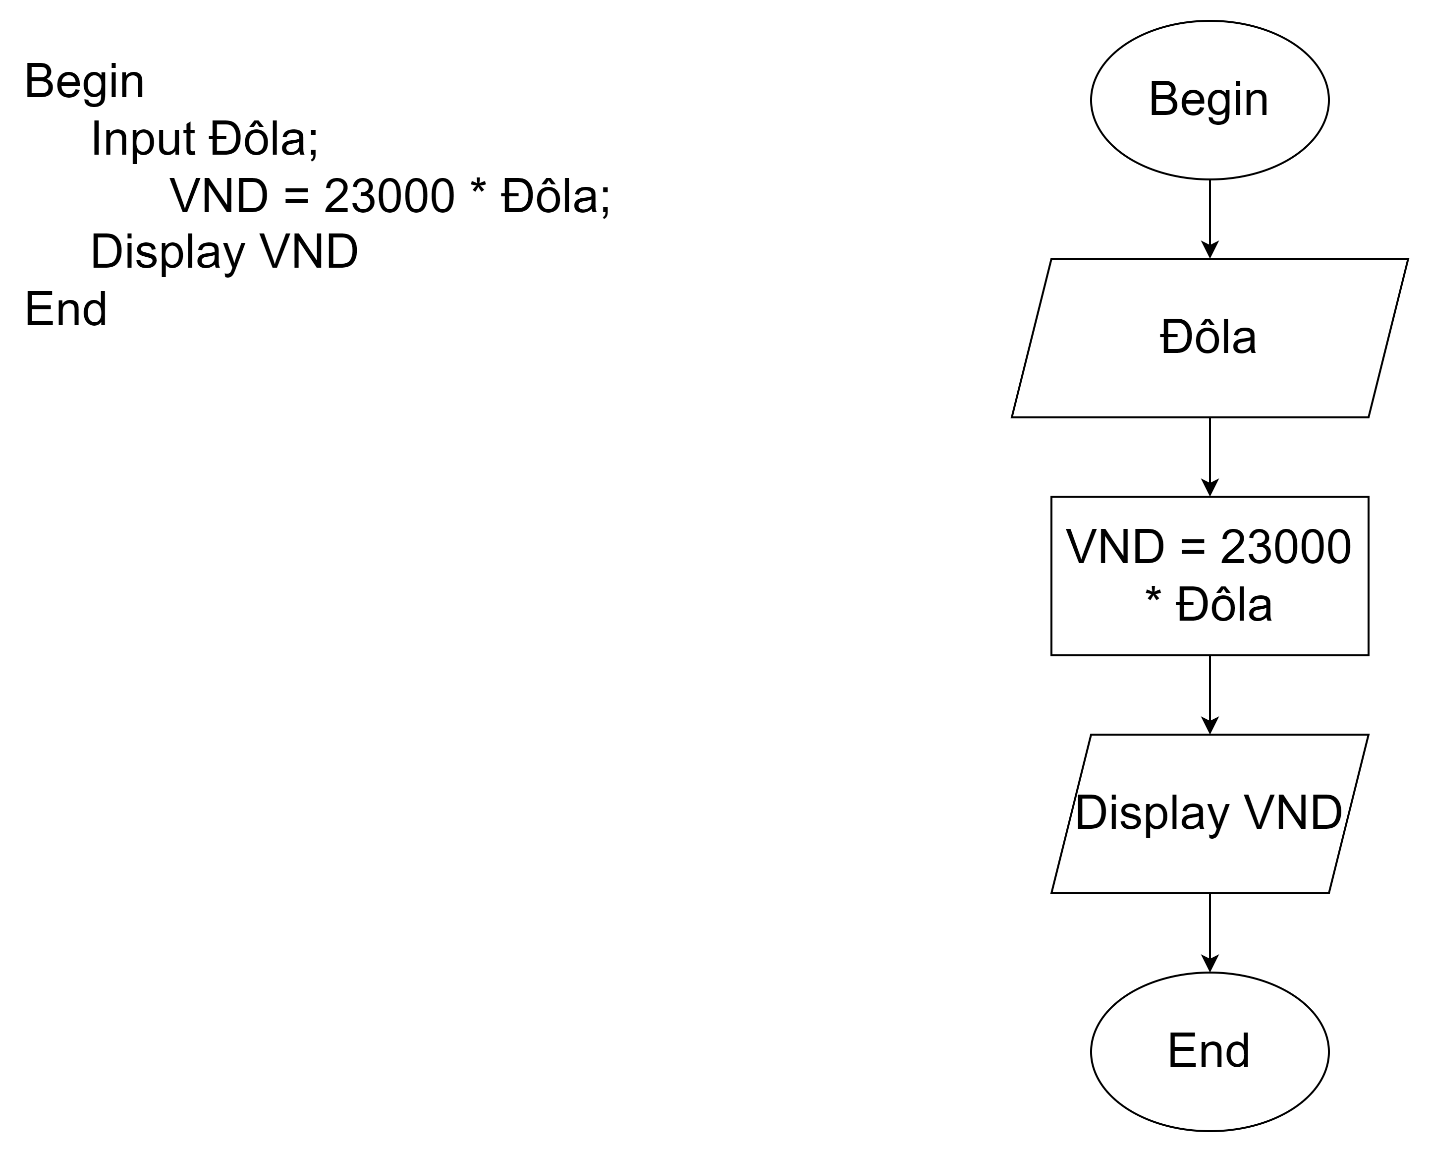 Begin
Input Đôla;
VND = 23000 * Đôla;
Display VND
End
Begin
Đôla
VND = 23000
* Đôla
Display VND
End